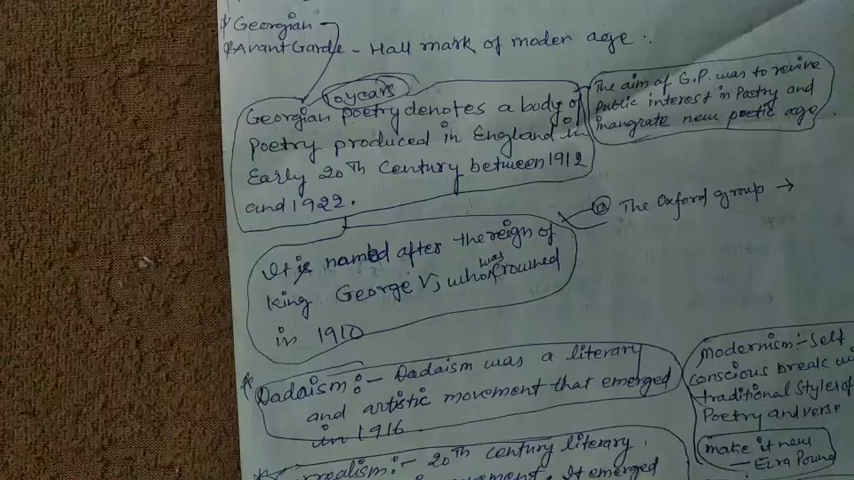 Georgian
Avant Garde - Hall mark of moder age.
10 years
Georgian poetry denotes a body of
Poetry produced in England in
Early 20th Century between 1912
and 1922.
The aim of G.P. was to revive
Public interest in Poetry and
inangrate new poetic age
It is named after the reign of
King George V, who was crowned
in 1910
The Oxford group →
Dadaism:- Dadaism was a literary
and artistic movement that emerged
in 1916.
Modernism:- Self
conscious break
traditional Styles of
Poetry and verse
make it new
— Ezra Pound
20th century literary
movement. It emerged